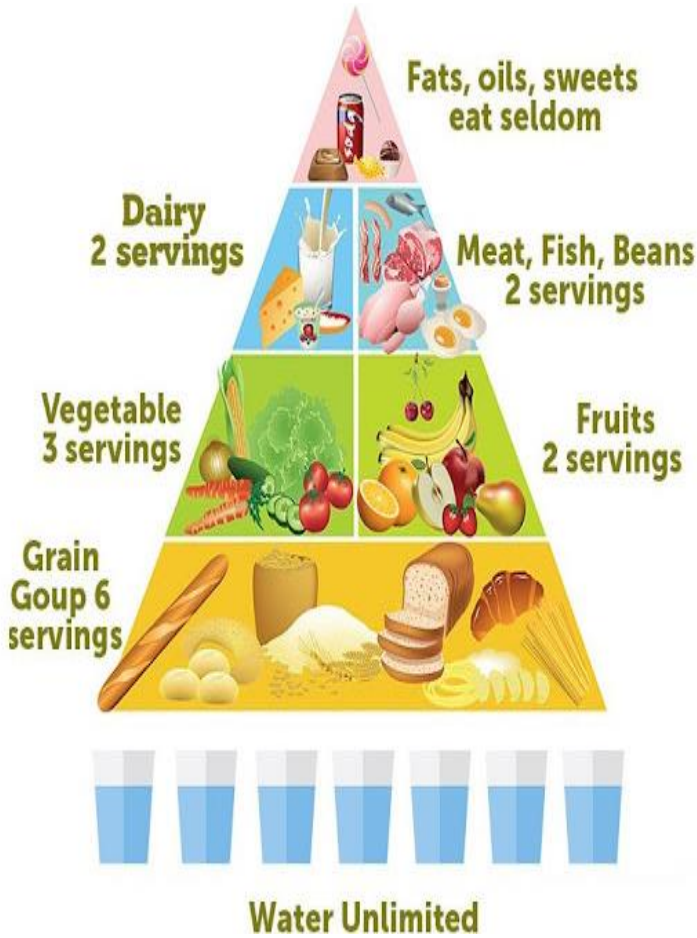 Fats, oils, sweets
eat seldom
Dairy
2 servings
Meat, Fish, Beans
2 servings
Vegetable
3 servings
Fruits
2 servings
Grain
Goup 6
servings
Water Unlimited